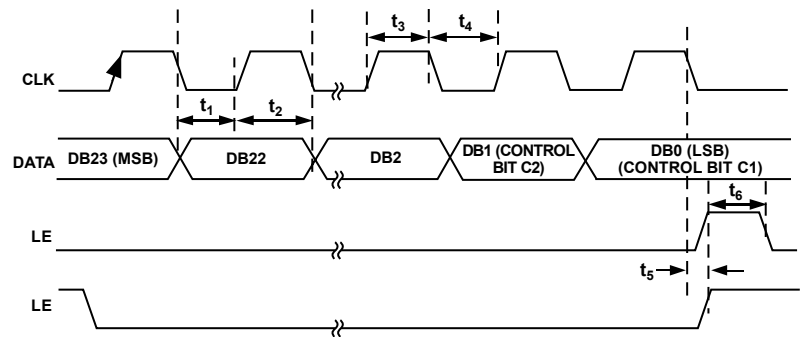 t3
t4
CLK
t1
t2
DATA
DB23 (MSB)
DB22
DB2
DB1 (CONTROL
BIT C2)
DB0 (LSB)
(CONTROL BIT C1)
t6
LE
t5
LE